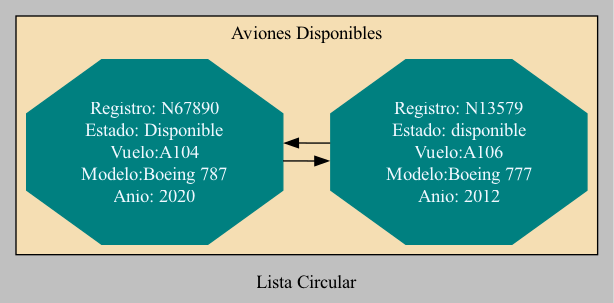 Aviones Disponibles
Registro: N67890
Estado: Disponible
Vuelo:A104
Modelo:Boeing 787
Anio: 2020
Registro: N13579
Estado: disponible
Vuelo:A106
Modelo:Boeing 777
Anio: 2012
Lista Circular